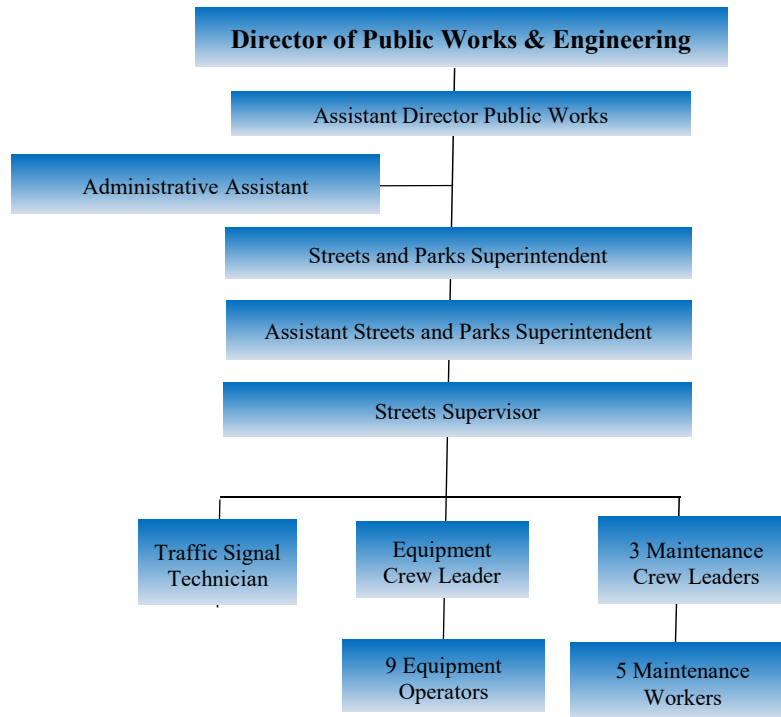 Director of Public Works & Engineering
Assistant Director Public Works
Administrative Assistant
Streets and Parks Superintendent
Assistant Streets and Parks Superintendent
Streets Supervisor
Traffic Signal
Technician
Equipment
Crew Leader
3 Maintenance
Crew Leaders
9 Equipment
Operators
5 Maintenance
Workers